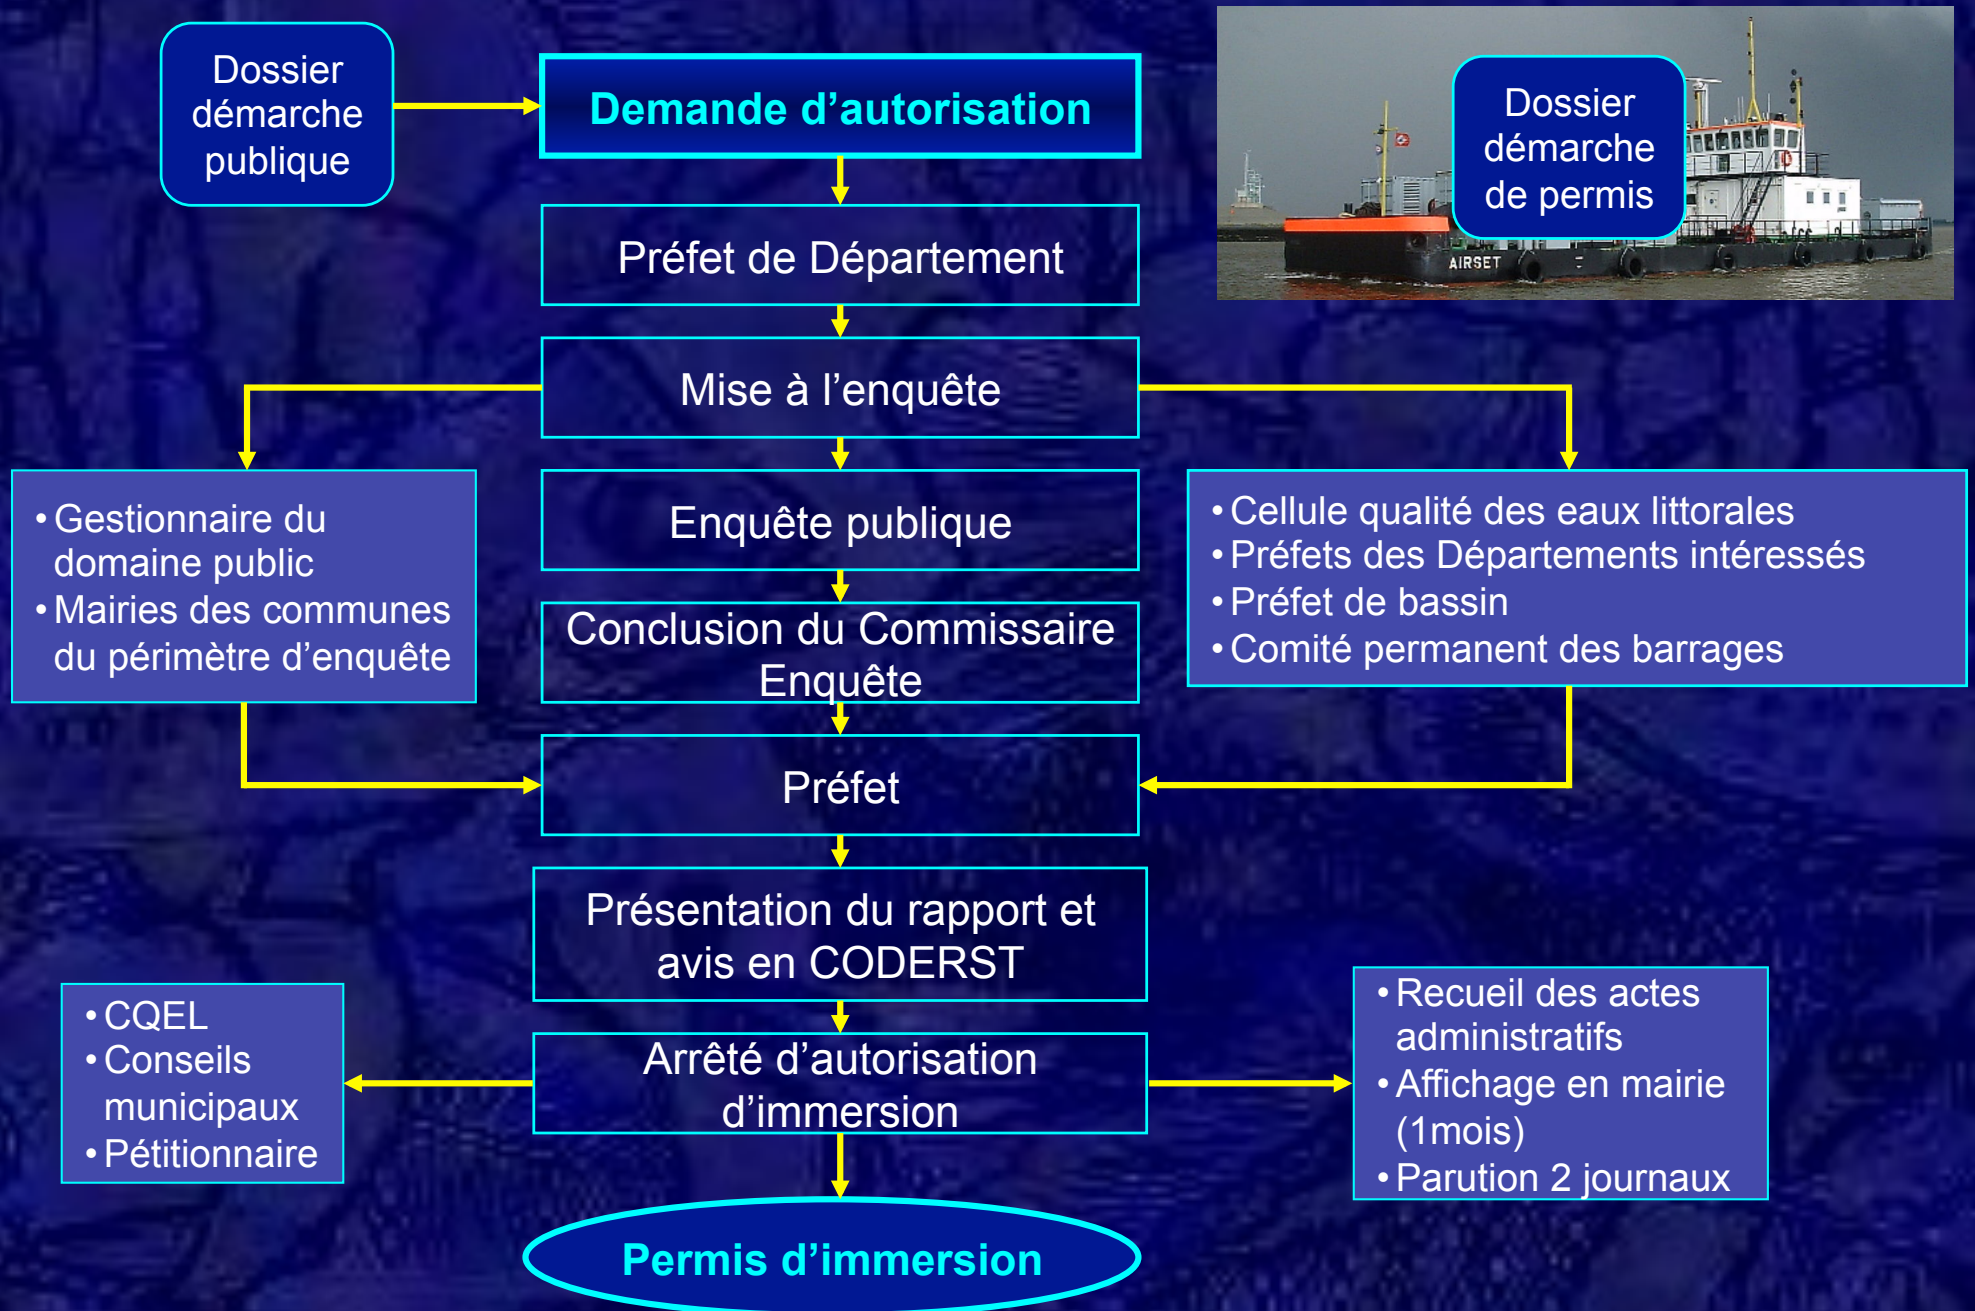 Dossier
démarche
publique
Demande d’autorisation
Dossier
démarche
de permis
AIRSET
Préfet de Département
Mise à l’enquête
• Gestionnaire du
domaine public
• Mairies des communes
du périmètre d’enquête
Enquête publique
• Cellule qualité des eaux littorales
• Préfets des Départements intéressés
• Préfet de bassin
• Comité permanent des barrages
Conclusion du Commissaire
Enquête
Préfet
Présentation du rapport et
avis en CODERST
• CQEL
• Conseils
municipaux
• Pétitionnaire
Arrêté d’autorisation
d’immersion
• Recueil des actes
administratifs
• Affichage en mairie
(1mois)
• Parution 2 journaux
Permis d’immersion